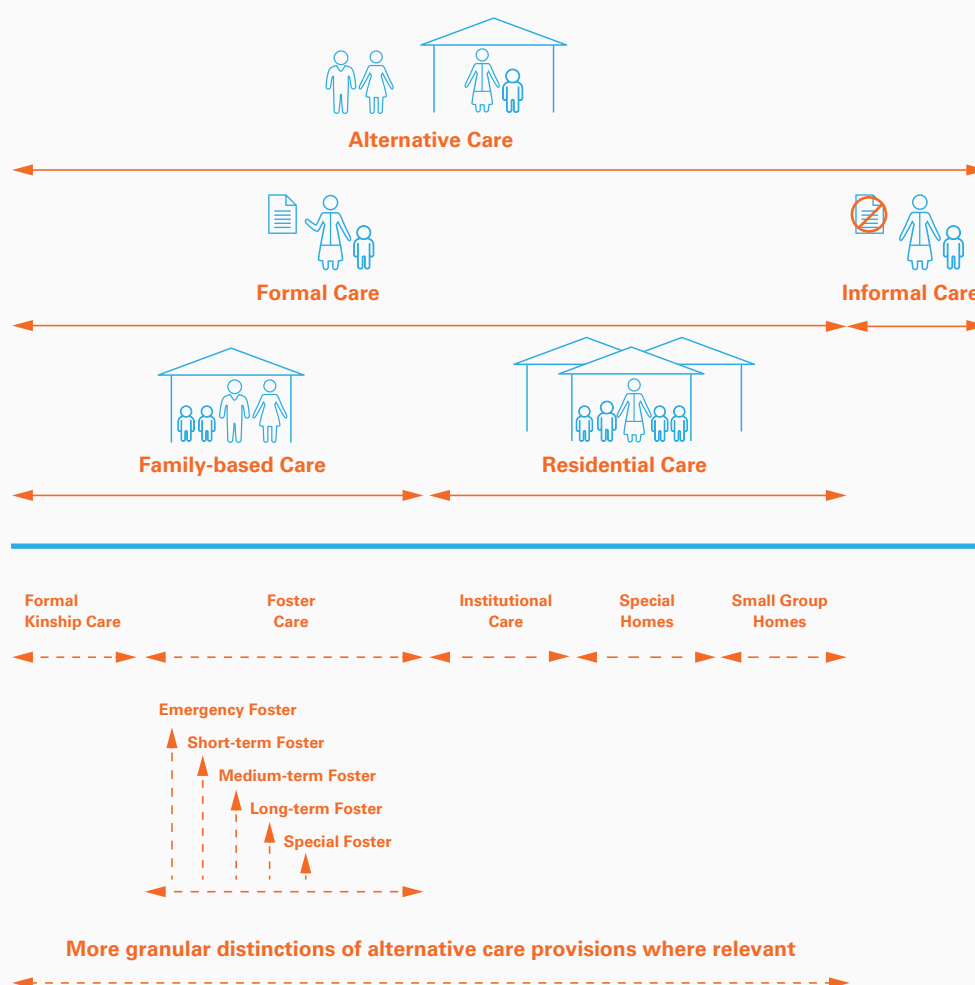 Alternative Care
Formal Care
Informal Care
Family-based Care
Residential Care
Formal
Kinship Care
Foster
Care
Institutional
Care
Special
Homes
Small Group
Homes
Emergency Foster
Short-term Foster
Medium-term Foster
Long-term Foster
Special Foster
More granular distinctions of alternative care provisions where relevant